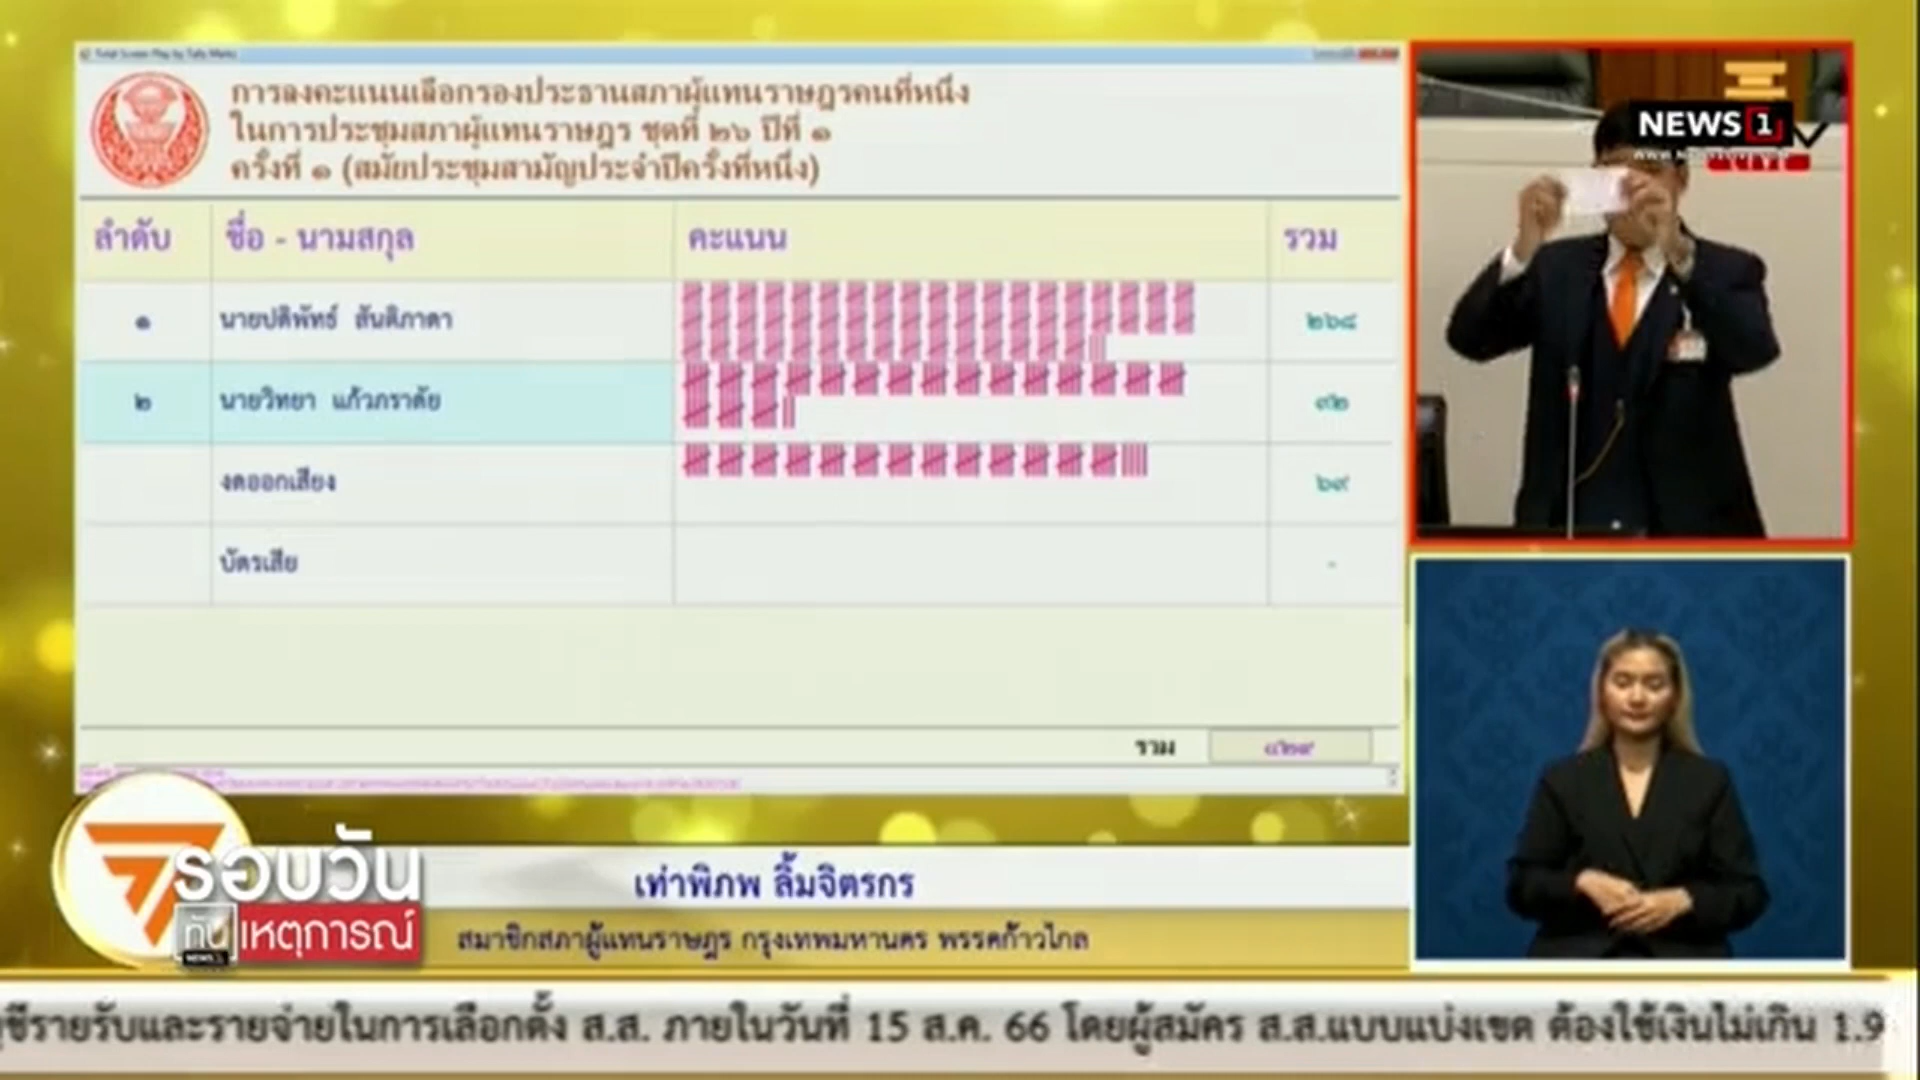 Total Screen Play by Tally Marks
การลงคะแนนเลือกรองประธานสภาผู้แทนราษฎรคนที่หนึ่ง
ในการประชุมสภาผู้แทนราษฎร ชุดที่ ๒๖ ปีที่ ๑
ครั้งที่ ๑ (สมัยประชุมสามัญประจำปีครั้งที่หนึ่ง)
ลำดับ ชื่อ - นามสกุล คะแนน รวม
๑ นายปดิพัทธ์ สันติภาดา ๒๖๘
๒ นายวิทยา แก้วภราดัย ๙๒
งดออกเสียง ๖๙
บัตรเสีย -
รวม ๔๒๙
NEWS 1
รอบวัน
ทันเหตุการณ์
NEWS 1
เท่าพิภพ ลิ้มจิตรกร
สมาชิกสภาผู้แทนราษฎร กรุงเทพมหานคร พรรคก้าวไกล
รายรับและรายจ่ายในการเลือกตั้ง ส.ส. ภายในวันที่ 15 ส.ค. 66 โดยผู้สมัคร ส.ส.แบบแบ่งเขต ต้องใช้เงินไม่เกิน 1.9